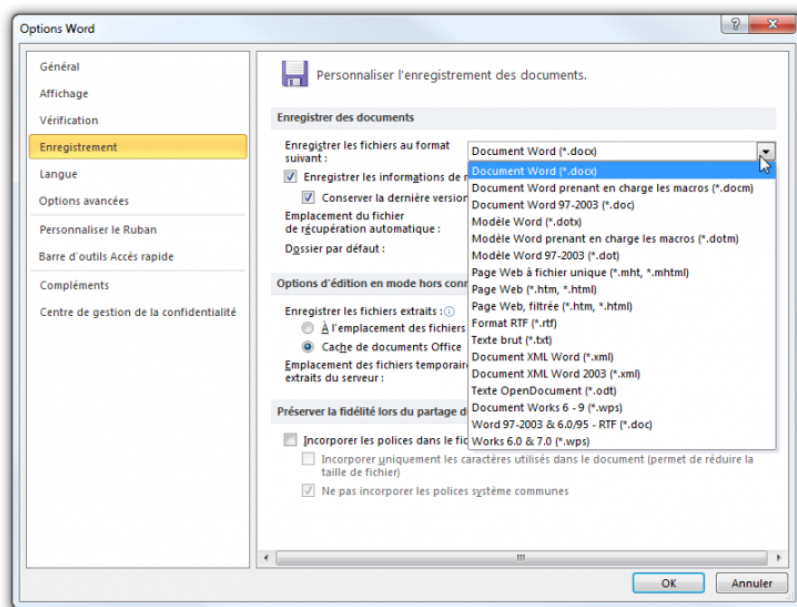 Options Word
Général
Affichage
Vérification
Enregistrement
Langue
Options avancées
Personnaliser le Ruban
Barre d'outils Accès rapide
Compléments
Centre de gestion de la confidentialité
Personnaliser l'enregistrement des documents.
Enregistrer des documents
Enregistrer les fichiers au format
suivant :
Document Word (*.docx)
Enregistrer les informations de r
Conserver la dernière version
Emplacement du fichier
de récupération automatique :
Dossier par défaut :
Document Word (*.docx)
Document Word prenant en charge les macros (*.docm)
Document Word 97-2003 (*.doc)
Modèle Word (*.dotx)
Modèle Word prenant en charge les macros (*.dotm)
Modèle Word 97-2003 (*.dot)
Page Web à fichier unique (*.mht, *.mhtml)
Page Web (*.htm, *.html)
Page Web, filtrée (*.htm, *.html)
Format RTF (*.rtf)
Texte brut (*.txt)
Document XML Word (*.xml)
Document XML Word 2003 (*.xml)
Texte OpenDocument (*.odt)
Document Works 6 - 9 (*.wps)
Word 97-2003 & 6.0/95 - RTF (*.doc)
Works 6.0 & 7.0 (*.wps)
Options d'édition en mode hors conn
Enregistrer les fichiers extraits :
À l'emplacement des fichiers
Cache de documents Office
Emplacement des fichiers temporaire
extraits du serveur :
Préserver la fidélité lors du partage d
Incorporer les polices dans le fic
Incorporer uniquement les caractères utilisés dans le document (permet de réduire la
taille de fichier)
Ne pas incorporer les polices système communes
OK
Annuler